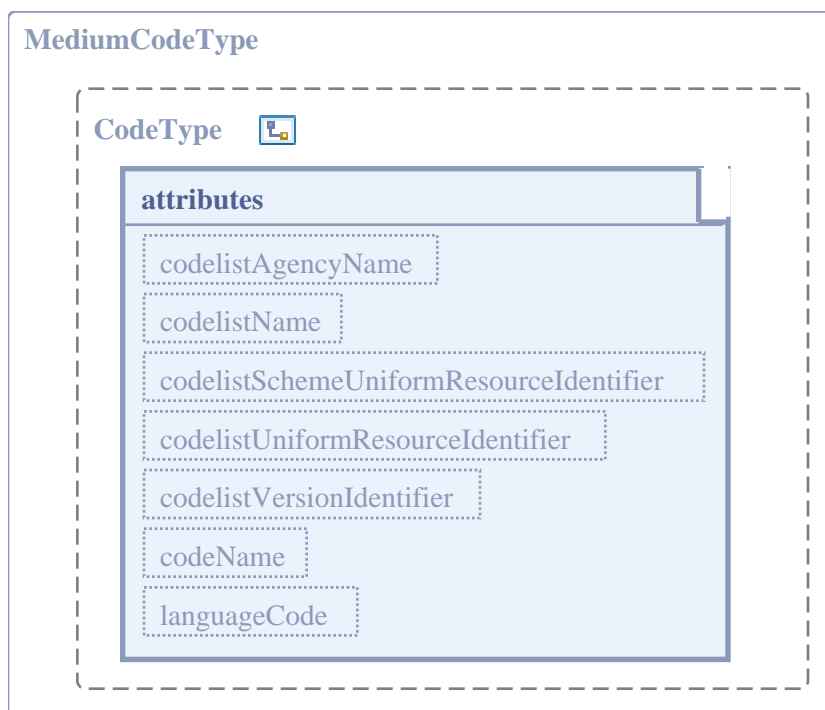 MediumCodeType
CodeType
attributes
codelistAgencyName
codelistName
codelistSchemeUniformResourceIdentifier
codelistUniformResourceIdentifier
codelistVersionIdentifier
codeName
languageCode